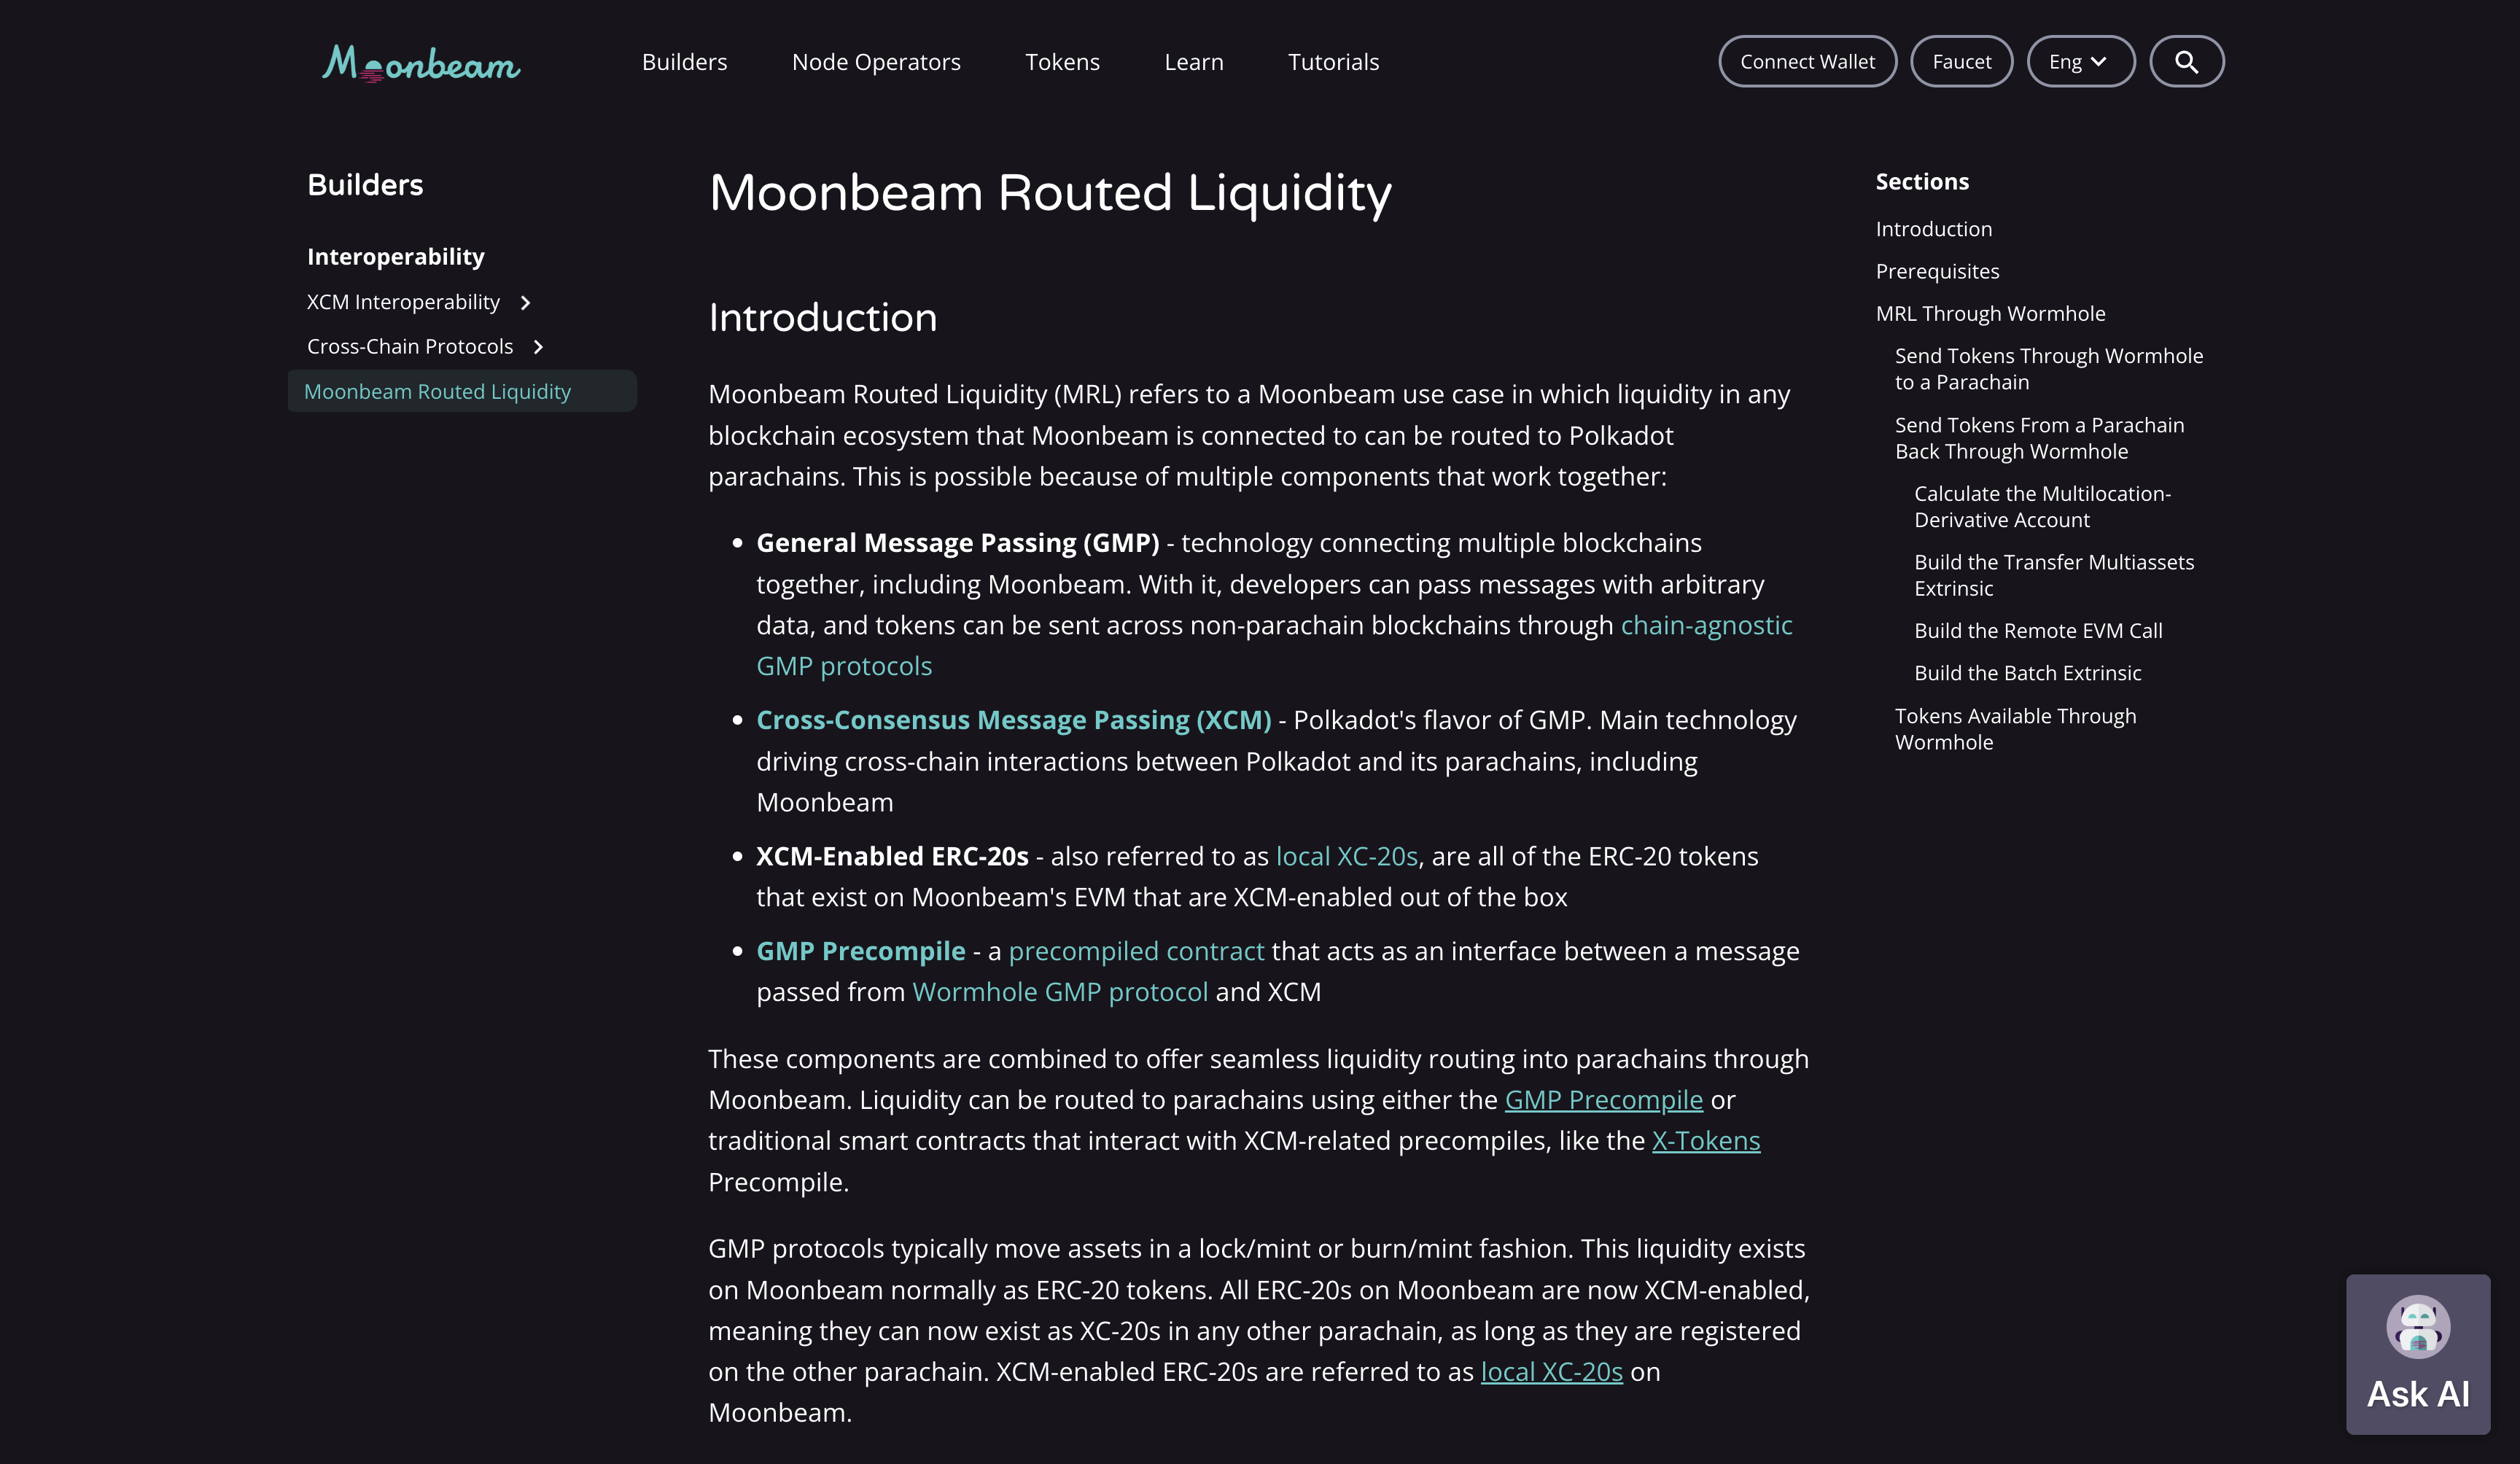 Moonbeam
Builders
Node Operators
Tokens
Learn
Tutorials
Connect Wallet
Faucet
Eng
Builders
Interoperability
XCM Interoperability
Cross-Chain Protocols
Moonbeam Routed Liquidity
Moonbeam Routed Liquidity
Introduction
Moonbeam Routed Liquidity (MRL) refers to a Moonbeam use case in which liquidity in any
blockchain ecosystem that Moonbeam is connected to can be routed to Polkadot
parachains. This is possible because of multiple components that work together:
• General Message Passing (GMP) - technology connecting multiple blockchains
together, including Moonbeam. With it, developers can pass messages with arbitrary
data, and tokens can be sent across non-parachain blockchains through chain-agnostic
GMP protocols
• Cross-Consensus Message Passing (XCM) - Polkadot's flavor of GMP. Main technology
driving cross-chain interactions between Polkadot and its parachains, including
Moonbeam
• XCM-Enabled ERC-20s - also referred to as local XC-20s, are all of the ERC-20 tokens
that exist on Moonbeam's EVM that are XCM-enabled out of the box
• GMP Precompile - a precompiled contract that acts as an interface between a message
passed from Wormhole GMP protocol and XCM
These components are combined to offer seamless liquidity routing into parachains through
Moonbeam. Liquidity can be routed to parachains using either the GMP Precompile or
traditional smart contracts that interact with XCM-related precompiles, like the X-Tokens
Precompile.
GMP protocols typically move assets in a lock/mint or burn/mint fashion. This liquidity exists
on Moonbeam normally as ERC-20 tokens. All ERC-20s on Moonbeam are now XCM-enabled,
meaning they can now exist as XC-20s in any other parachain, as long as they are registered
on the other parachain. XCM-enabled ERC-20s are referred to as local XC-20s on
Moonbeam.
Sections
Introduction
Prerequisites
MRL Through Wormhole
Send Tokens Through Wormhole
to a Parachain
Send Tokens From a Parachain
Back Through Wormhole
Calculate the Multilocation-
Derivative Account
Build the Transfer Multiassets
Extrinsic
Build the Remote EVM Call
Build the Batch Extrinsic
Tokens Available Through
Wormhole
Ask AI